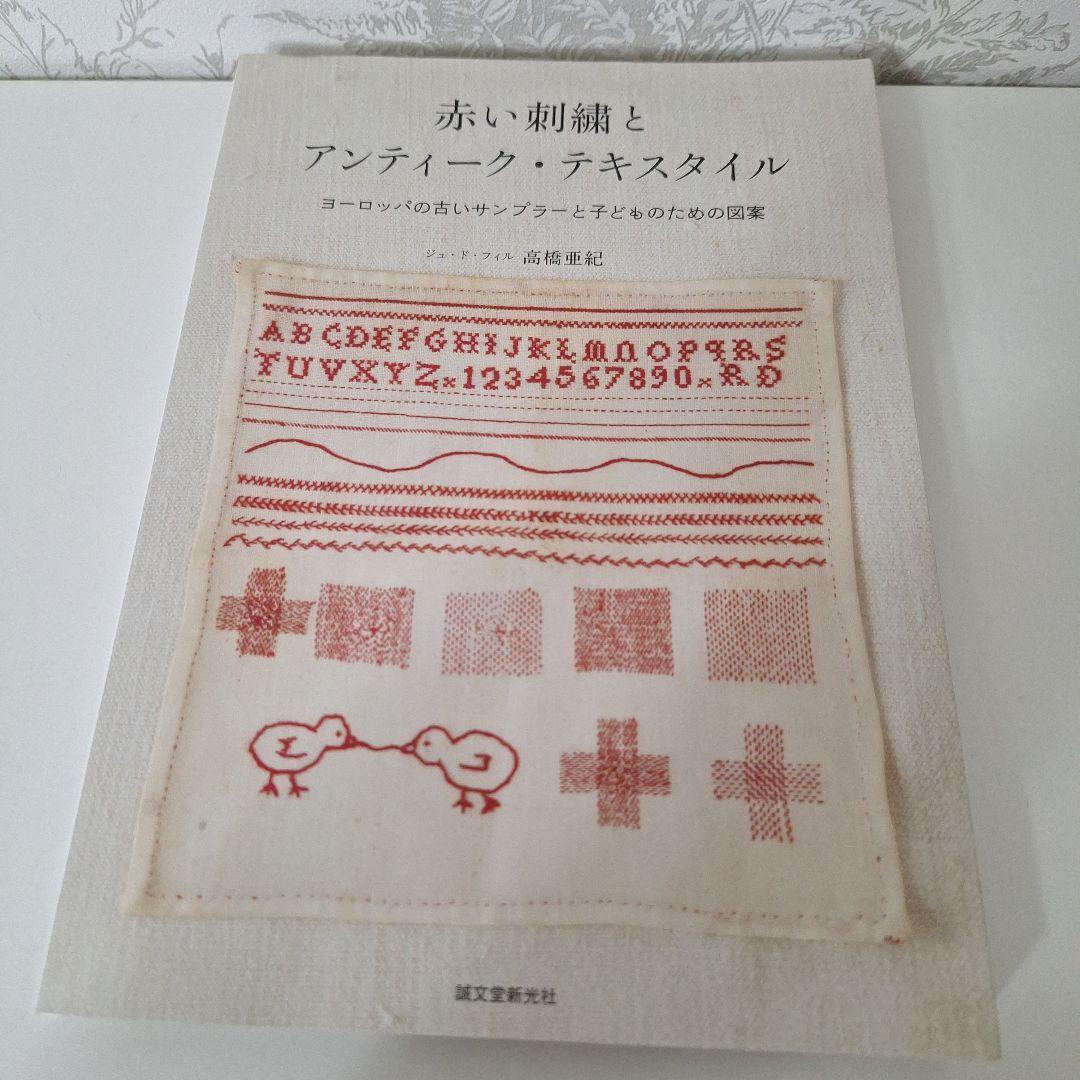 赤い刺繍と
アンティーク・テキスタイル
ヨーロッパの古いサンプラーと子どものための図案
ジュ・ド・フィル 高橋亜紀
ABCDEFGHIJKLMNOPQRS
TUVXYZ×1234567890×RD
誠文堂新光社